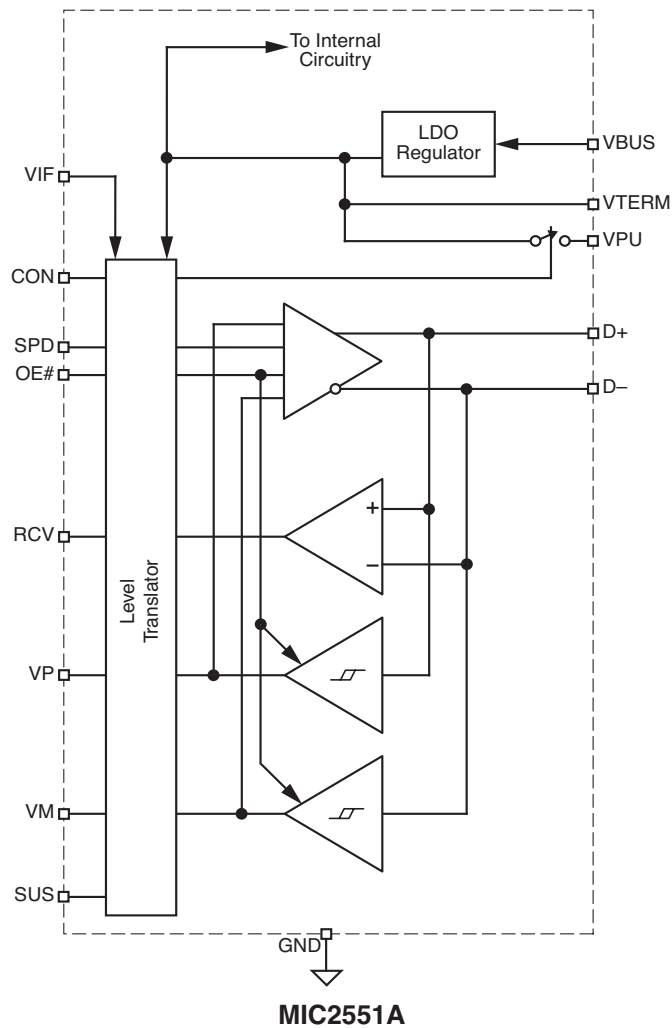 To Internal
Circuitry
LDO
Regulator
VBUS
VIF
VTERM
VPU
CON
SPD
D+
OE#
D–
+
RCV
–
Level
Translator
VP
VM
SUS
GND
MIC2551A